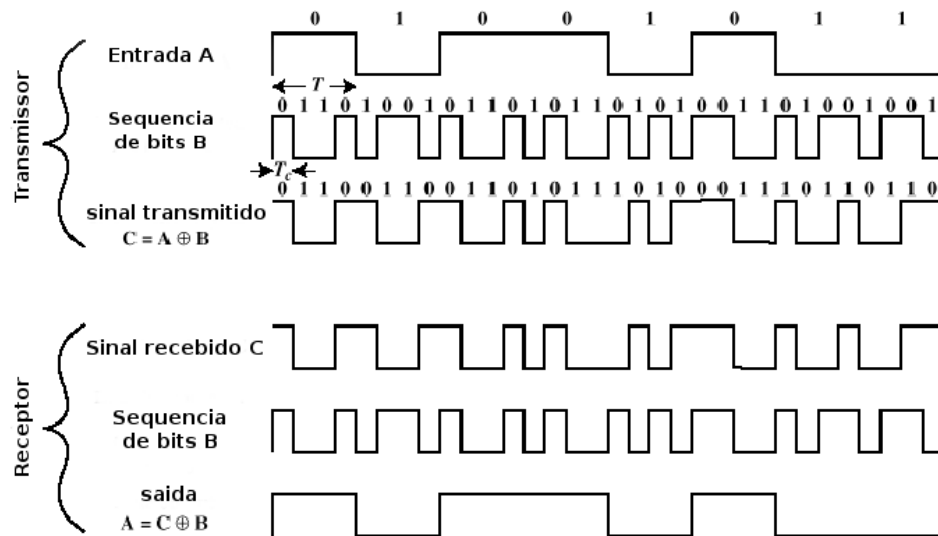 0 1 0 0 1 0 1 1
Entrada A
T
0 1 1 0 1 0 0 1 0 1 1 0 1 0 1 1 0 1 0 1 0 0 1 1 0 1 0 0 1 0 0 1
Sequencia
de bits B
Tc
0 1 1 0 0 1 1 0 0 1 1 0 1 0 1 1 1 0 1 0 0 0 1 1 1 0 1 1 0 1 1 0
sinal transmitido
C = A ⊕ B
Transmissor
Sinal recebido C
Sequencia
de bits B
saida
A = C ⊕ B
Receptor